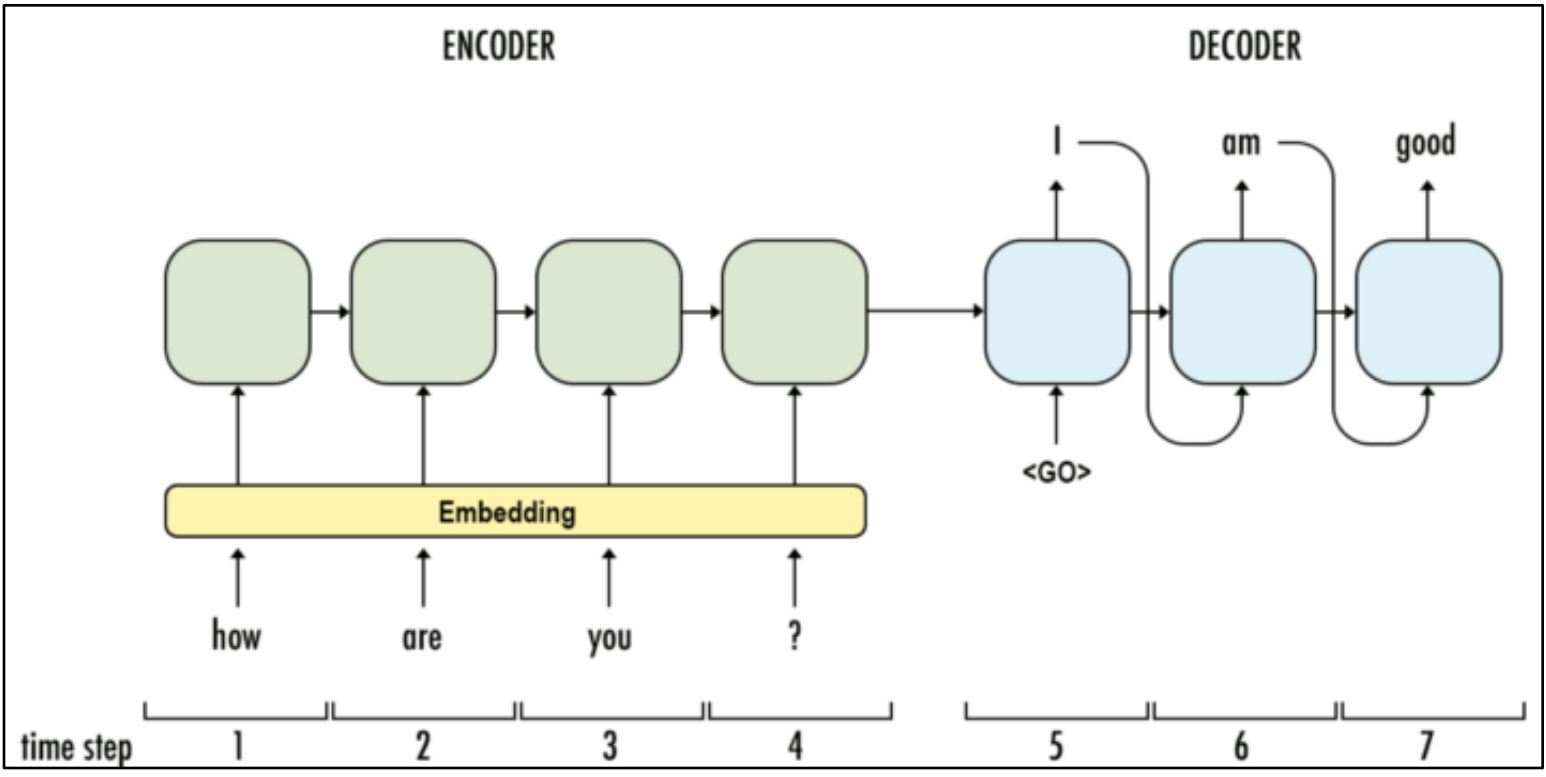 ENCODER DECODER
I am good
<GO>
Embedding
how are you ?
time step 1 2 3 4 5 6 7